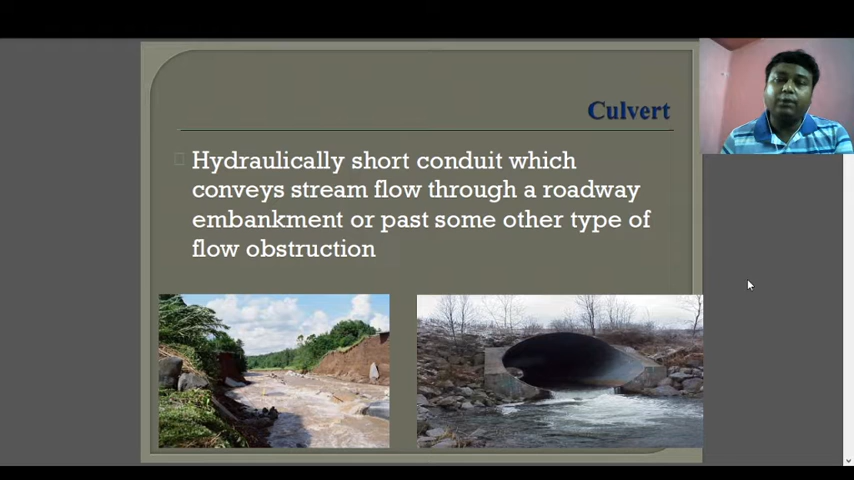 Culvert
Hydraulically short conduit which
conveys stream flow through a roadway
embankment or past some other type of
flow obstruction